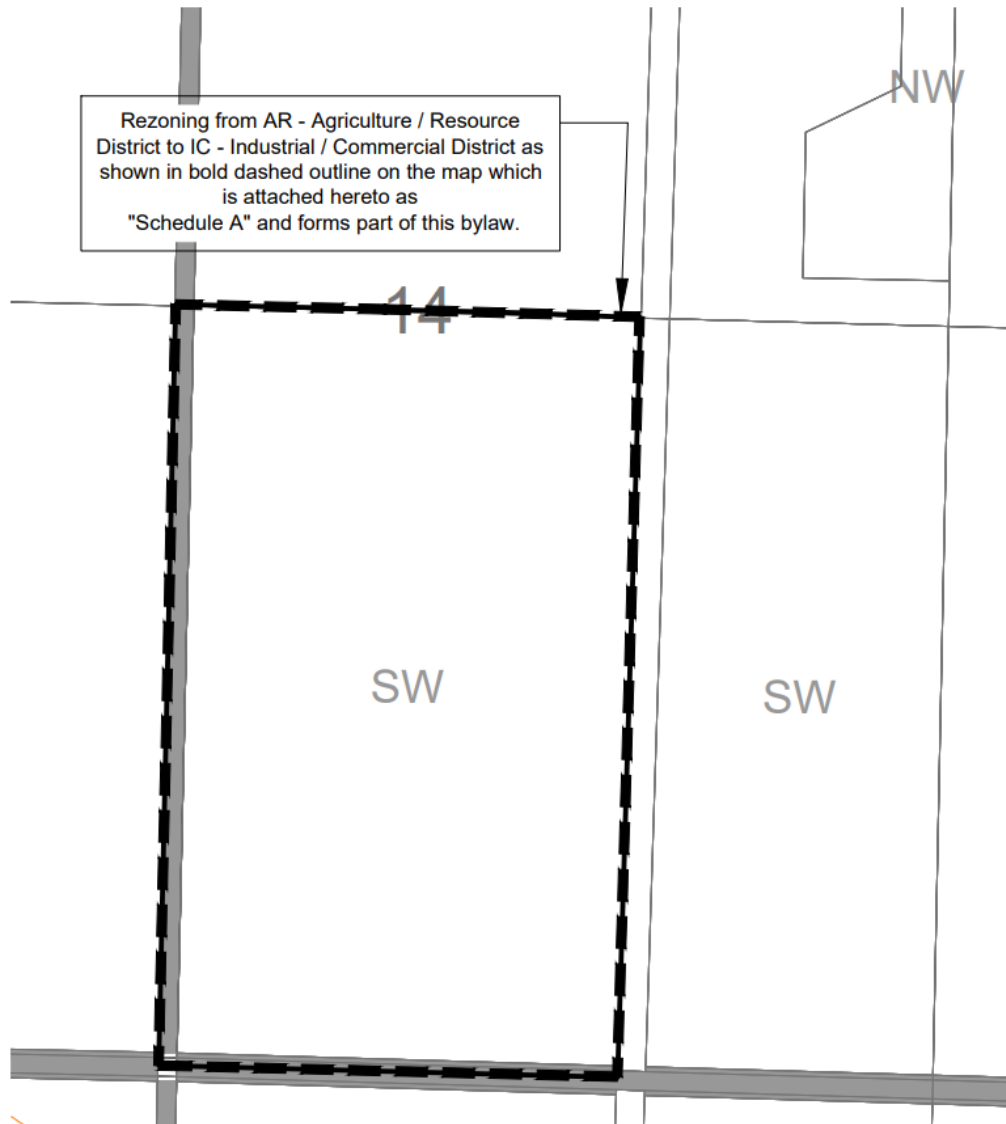 NW
Rezoning from AR - Agriculture / Resource
District to IC - Industrial / Commercial District as
shown in bold dashed outline on the map which
is attached hereto as
"Schedule A" and forms part of this bylaw.
14
SW
SW